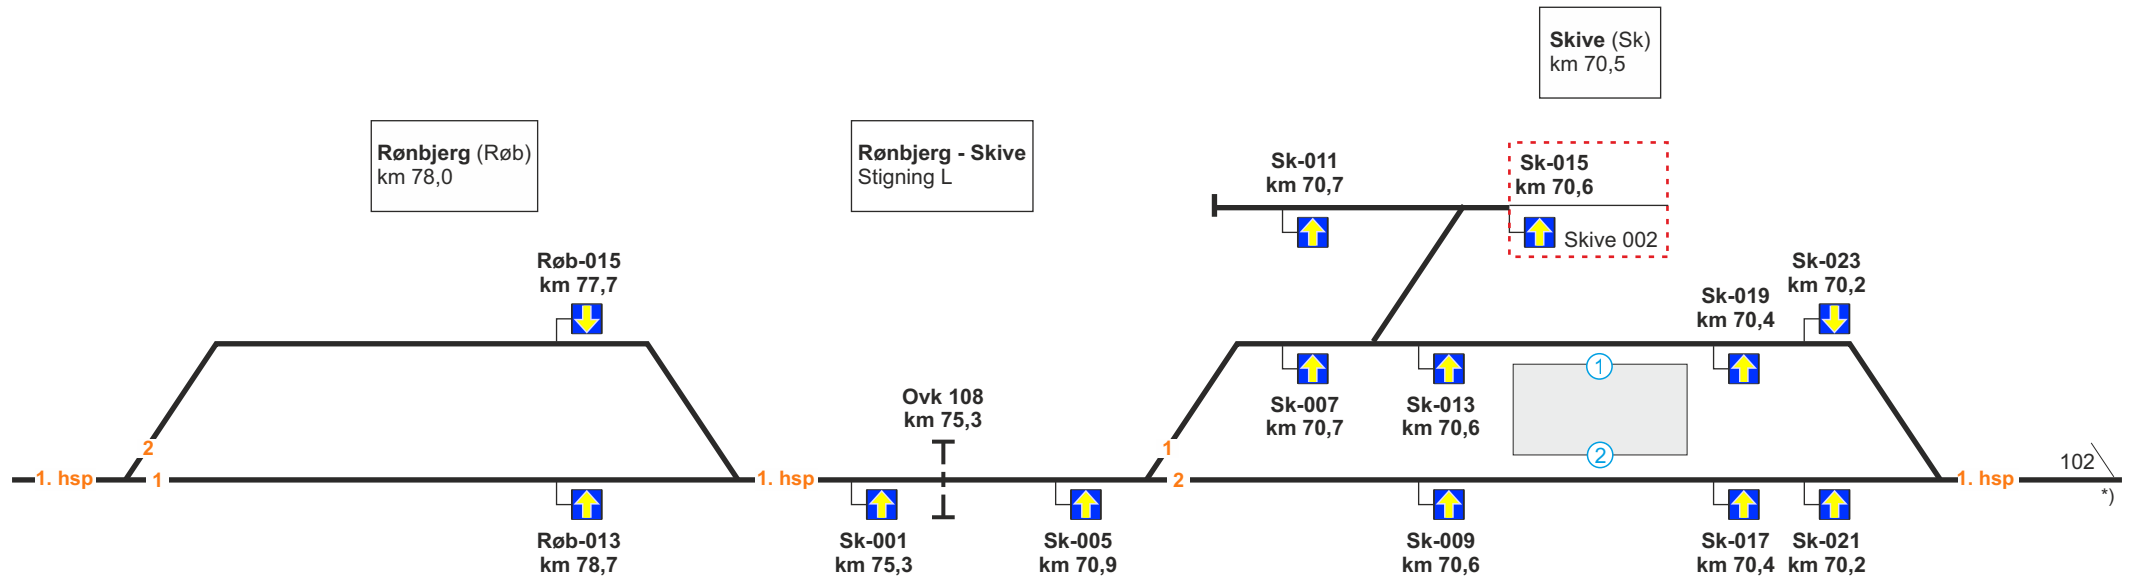 Skive (Sk)
km 70,5
Rønbjerg (Røb)
km 78,0
Rønbjerg - Skive
Stigning L
Sk-011
km 70,7
Sk-015
km 70,6
Skive 002
Røb-015
km 77,7
Sk-023
km 70,2
Sk-019
km 70,4
1
Ovk 108
km 75,3
Sk-007
km 70,7
Sk-013
km 70,6
2
1
2
102
1. hsp
1
1. hsp
2
1. hsp
*)
Røb-013
km 78,7
Sk-001
km 75,3
Sk-005
km 70,9
Sk-009
km 70,6
Sk-017
km 70,4
Sk-021
km 70,2